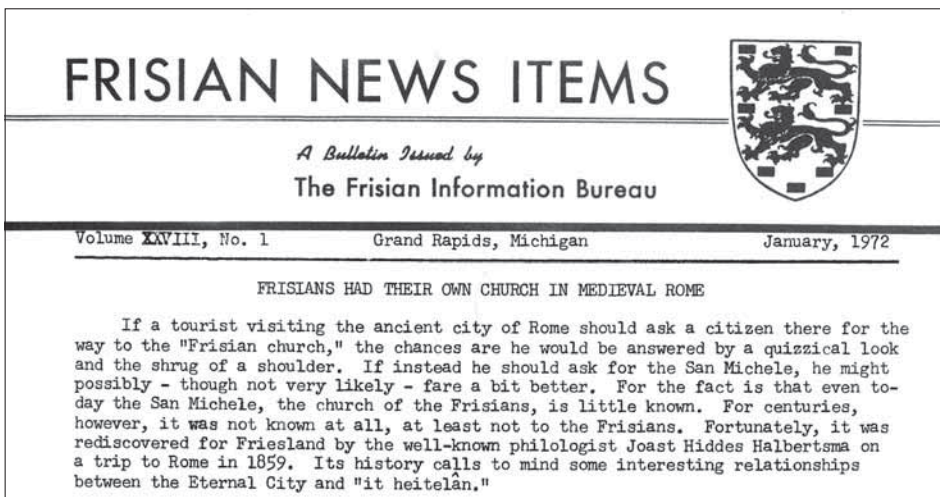 FRISIAN NEWS ITEMS
A Bulletin Issued by
The Frisian Information Bureau
Volume XXVIII, No. 1 Grand Rapids, Michigan January, 1972
FRISIANS HAD THEIR OWN CHURCH IN MEDIEVAL ROME
If a tourist visiting the ancient city of Rome should ask a citizen there for the
way to the "Frisian church," the chances are he would be answered by a quizzical look
and the shrug of a shoulder. If instead he should ask for the San Michele, he might
possibly - though not very likely - fare a bit better. For the fact is that even to-
day the San Michele, the church of the Frisians, is little known. For centuries,
however, it was not known at all, at least not to the Frisians. Fortunately, it was
rediscovered for Friesland by the well-known philologist Joast Hiddes Halbertsma on
a trip to Rome in 1859. Its history calls to mind some interesting relationships
between the Eternal City and "it heitelân."